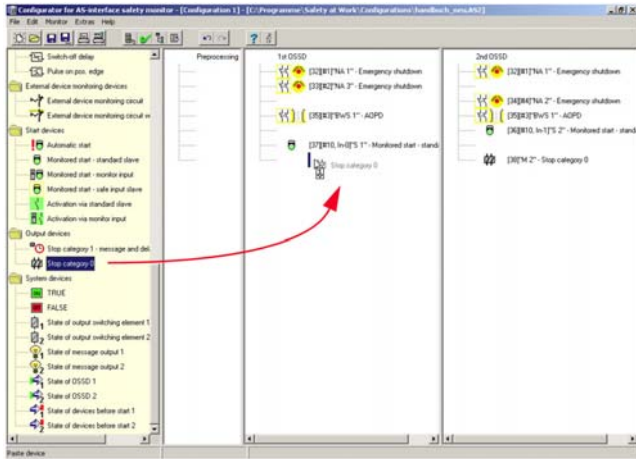 Configurator for AS-interface safety monitor - [Configuration 1] - [C:\Programme\Safety at Work\Configurations\handbuch_neu.AS2]
File Edit Monitor Extras Help
Switch-off delay
Pulse on pos. edge
External device monitoring devices
External device monitoring circuit
External device monitoring circuit w
Start devices
Automatic start
Monitored start - standard slave
Monitored start - monitor input
Monitored start - safe input slave
Activation via standard slave
Activation via monitor input
Output devices
Stop category 1 - message and del.
Stop category 0
System devices
TRUE
FALSE
State of output switching element 1
State of output switching element 2
State of message output 1
State of message output 2
State of OSSD 1
State of OSSD 2
State of devices before start 1
State of devices before start 2
Preprocessing
1st OSSD
[32][#1]"NA 1" - Emergency shutdown
[33][#2]"NA 3" - Emergency shutdown
[35][#3]"BWS 1" - AOPD
[37][#10, In-0]"S 1" - Monitored start - stand
Stop category 0
2nd OSSD
[32][#1]"NA 1" - Emergency shutdown
[34][#4]"NA 2" - Emergency shutdown
[35][#3]"BWS 1" - AOPD
[36][#10, In-1]"S 2" - Monitored start - standard
[38]"M 2" - Stop category 0
Paste device